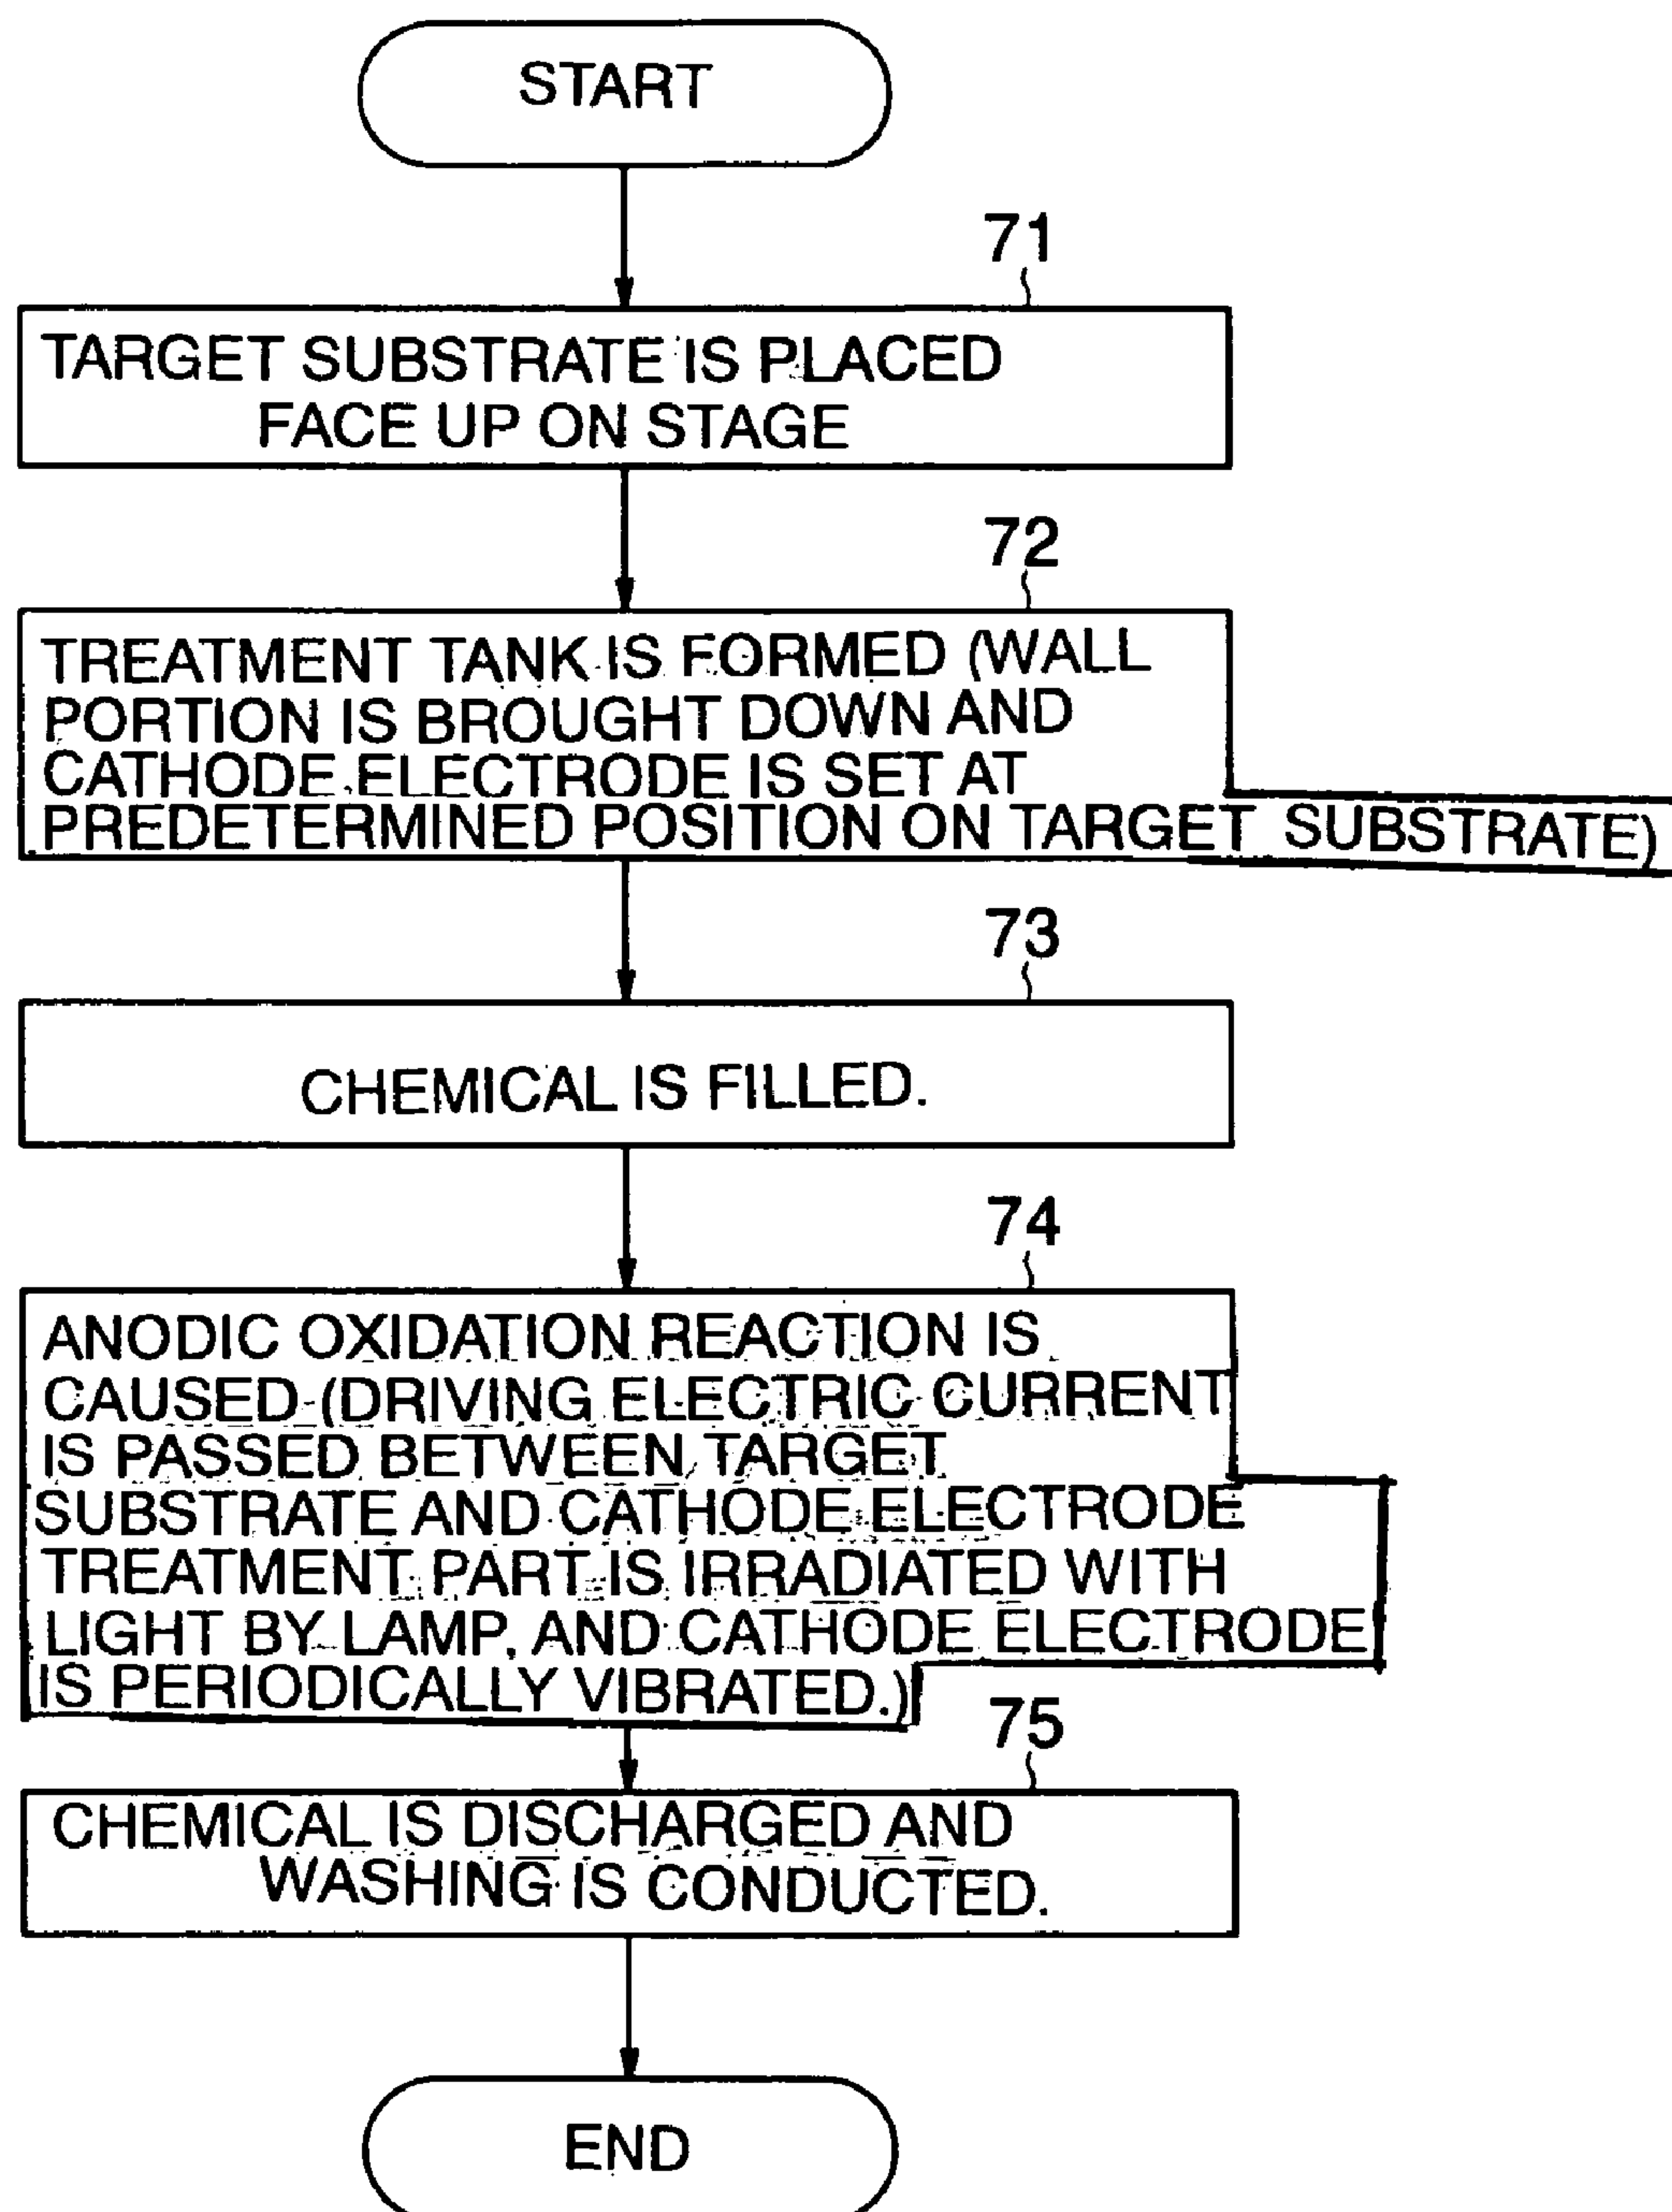 START
71
TARGET SUBSTRATE IS PLACED
FACE UP ON STAGE
72
TREATMENT TANK IS FORMED (WALL
PORTION IS BROUGHT DOWN AND
CATHODE ELECTRODE IS SET AT
PREDETERMINED POSITION ON TARGET SUBSTRATE)
73
CHEMICAL IS FILLED.
74
ANODIC OXIDATION REACTION IS
CAUSED (DRIVING ELECTRIC CURRENT
IS PASSED BETWEEN TARGET
SUBSTRATE AND CATHODE ELECTRODE
TREATMENT PART IS IRRADIATED WITH
LIGHT BY LAMP, AND CATHODE ELECTRODE
IS PERIODICALLY VIBRATED.)
75
CHEMICAL IS DISCHARGED AND
WASHING IS CONDUCTED.
END